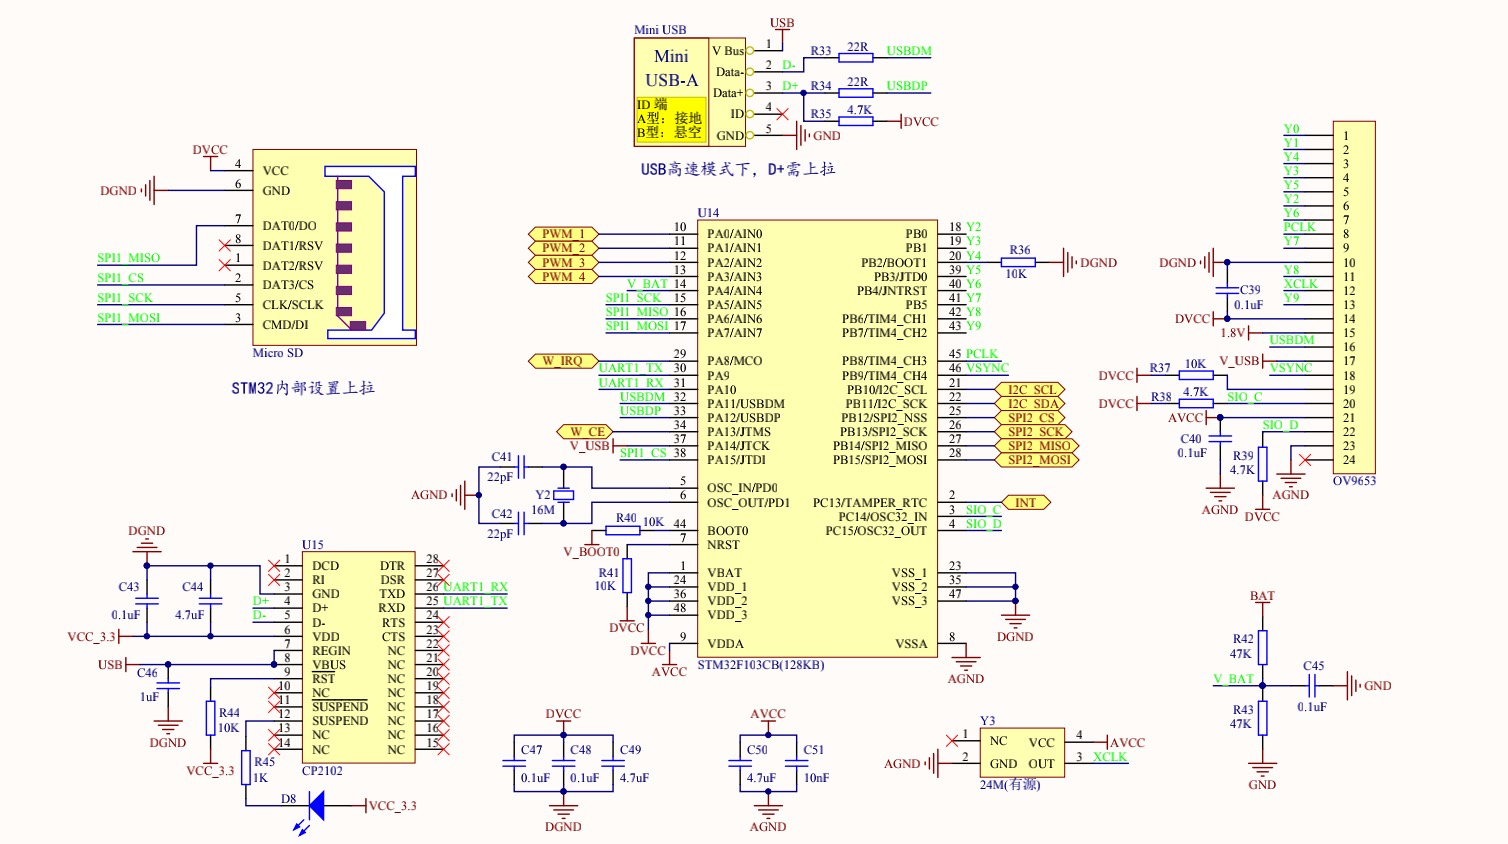 Mini USB
Mini
USB-A
ID 端
A型：接地
B型：悬空
V Bus 1 USB
Data- 2 D- R33 22R USBDM
Data+ 3 D+ R34 22R USBDP
ID 4 R35 4.7K DVCC
GND 5 GND
USB高速模式下，D+需上拉
DVCC 4 VCC
DGND 6 GND
7 DAT0/DO
8 DAT1/RSV
SPI1_MISO 1 DAT2/RSV
SPI1_CS 2 DAT3/CS
SPI1_SCK 5 CLK/SCLK
SPI1_MOSI 3 CMD/DI
Micro SD
STM32内部设置上拉
U14
PWM_1 10 PA0/AIN0
PWM_2 11 PA1/AIN1
PWM_3 12 PA2/AIN2
PWM_4 13 PA3/AIN3
V_BAT 14 PA4/AIN4
SPI1_SCK 15 PA5/AIN5
SPI1_MISO 16 PA6/AIN6
SPI1_MOSI 17 PA7/AIN7
W_IRQ 29 PA8/MCO
UART1_TX 30 PA9
UART1_RX 31 PA10
USBDM 32 PA11/USBDM
USBDP 33 PA12/USBDP
W_CE 34 PA13/JTMS
V_USB 37 PA14/JTCK
SPI1_CS 38 PA15/JTDI
5 OSC_IN/PD0
6 OSC_OUT/PD1
44 BOOT0
7 NRST
1 VBAT
24 VDD_1
36 VDD_2
48 VDD_3
9 VDDA
PB0 18 Y2
PB1 19 Y3
PB2/BOOT1 20 Y4 R36 10K DGND
PB3/JTD0 39 Y5
PB4/JNTRST 40 Y6
PB5 41 Y7
PB6/TIM4_CH1 42 Y8
PB7/TIM4_CH2 43 Y9
PB8/TIM4_CH3 45 PCLK
PB9/TIM4_CH4 46 VSYNC
PB10/I2C_SCL 21 I2C_SCL
PB11/I2C_SCK 22 I2C_SDA
PB12/SPI2_NSS 25 SPI2_CS
PB13/SPI2_SCK 26 SPI2_SCK
PB14/SPI2_MISO 27 SPI2_MISO
PB15/SPI2_MOSI 28 SPI2_MOSI
PC13/TAMPER_RTC 2 INT
PC14/OSC32_IN 3 SIO_C
PC15/OSC32_OUT 4 SIO_D
VSS_1 23
VSS_2 35
VSS_3 47
DGND
VSSA 8
AGND
STM32F103CB(128KB)
C41
22pF
AGND
Y2
16M
C42
22pF
R40 10K
V_BOOT0
R41
10K
DVCC
DVCC
AVCC
Y0 1
Y1 2
Y4 3
Y3 4
Y5 5
Y2 6
Y6 7
PCLK 8
Y7 9
DGND 10
Y8 11
C39 XCLK 12
0.1uF Y9 13
DVCC 14
1.8V 15
USBDM 16
V_USB 17
VSYNC 18
DVCC R37 10K 19
DVCC R38 4.7K SIO_C 20
AVCC 21
SIO_D 22
23
24
OV9653
C40
0.1uF
AGND
R39
4.7K
DVCC
AGND
DGND
C43
0.1uF
C44
4.7uF
VCC_3.3
USB
C46
1uF
DGND
U15
1 DCD
2 RI
3 GND
D+ 4 D+
D- 5 D-
6 VDD
7 REGIN
8 VBUS
9 RST
10 NC
11 SUSPEND
12 SUSPEND
13 NC
14 NC
DTR 28
DSR 27
TXD 26 UART1_RX
RXD 25 UART1_TX
RTS 24
CTS 23
NC 22
NC 21
NC 20
NC 19
NC 18
NC 17
NC 16
NC 15
CP2102
R44
10K
VCC_3.3
R45
1K
D8
VCC_3.3
DVCC
C47
0.1uF
C48
0.1uF
C49
4.7uF
DGND
AVCC
C50
4.7uF
C51
10nF
AGND
Y3
1 NC VCC 4 AVCC
AGND 2 GND OUT 3 XCLK
24M(有源)
BAT
R42
47K
V_BAT
C45
0.1uF
GND
R43
47K
GND